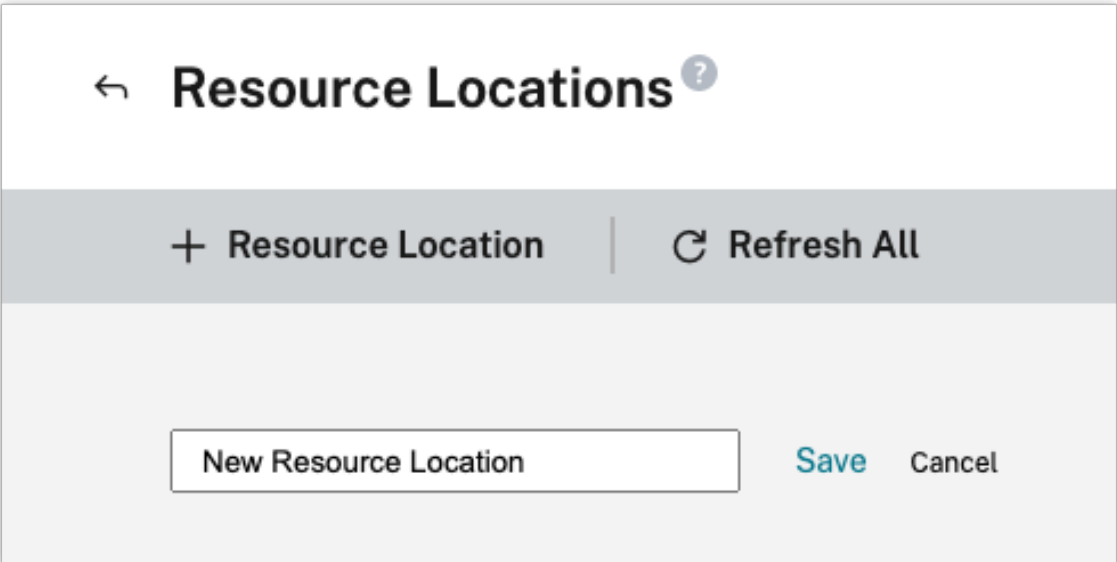 Resource Locations ?
+ Resource Location Refresh All
New Resource Location Save Cancel